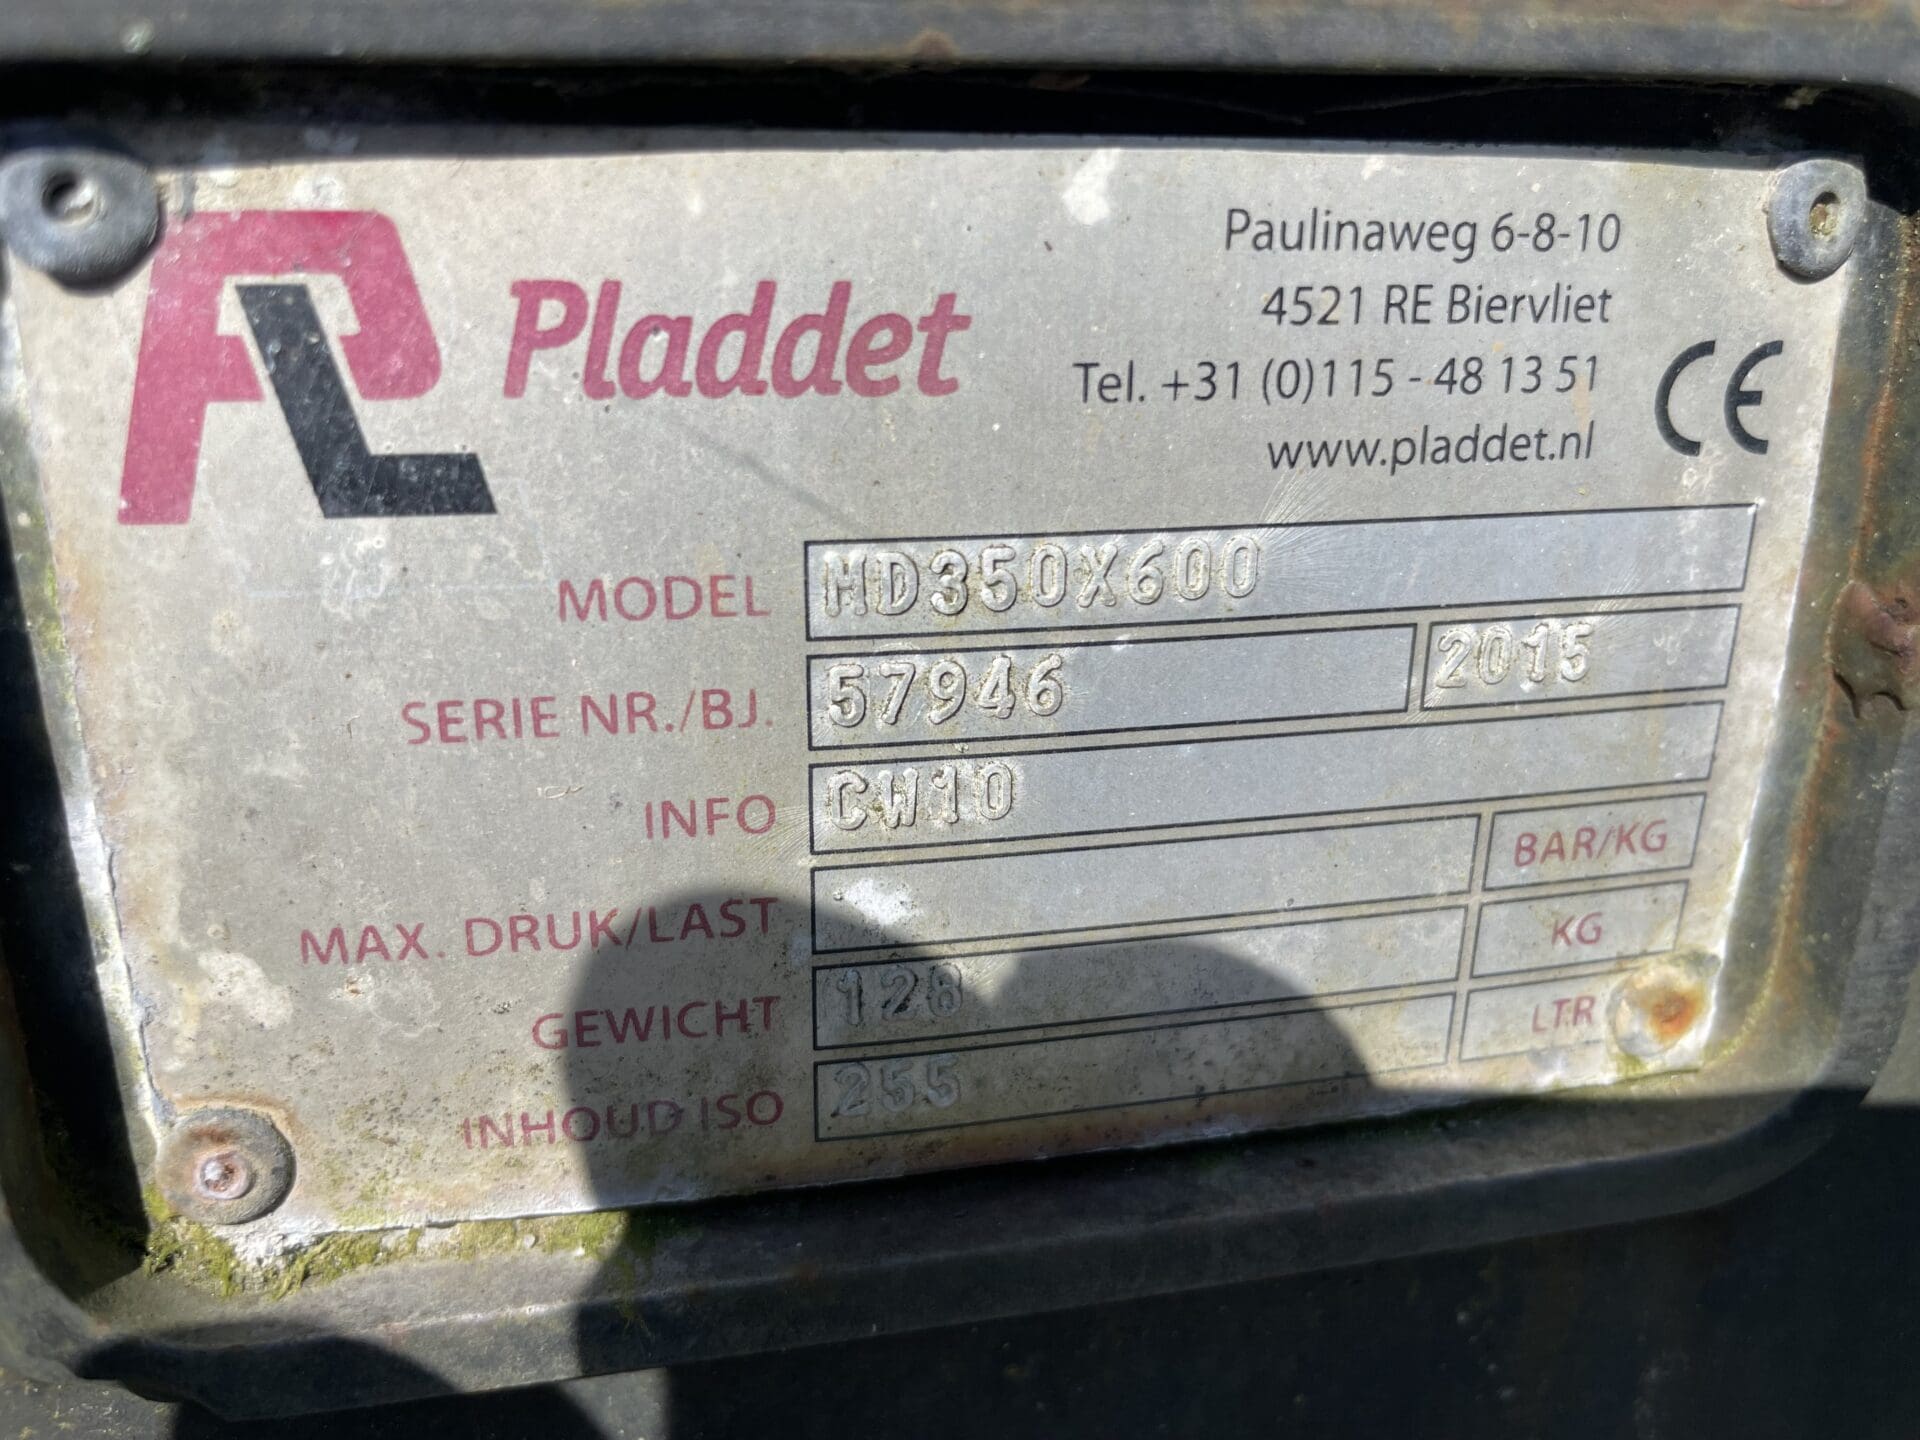 PL Pladdet
Paulinaweg 6-8-10
4521 RE Biervliet
Tel. +31 (0)115 - 48 13 51
www.pladdet.nl
CE
MODEL HD350X600
SERIE NR./BJ. 57946 2015
INFO CW10
MAX. DRUK/LAST BAR/KG
GEWICHT 128 KG
INHOUD ISO 255 LTR